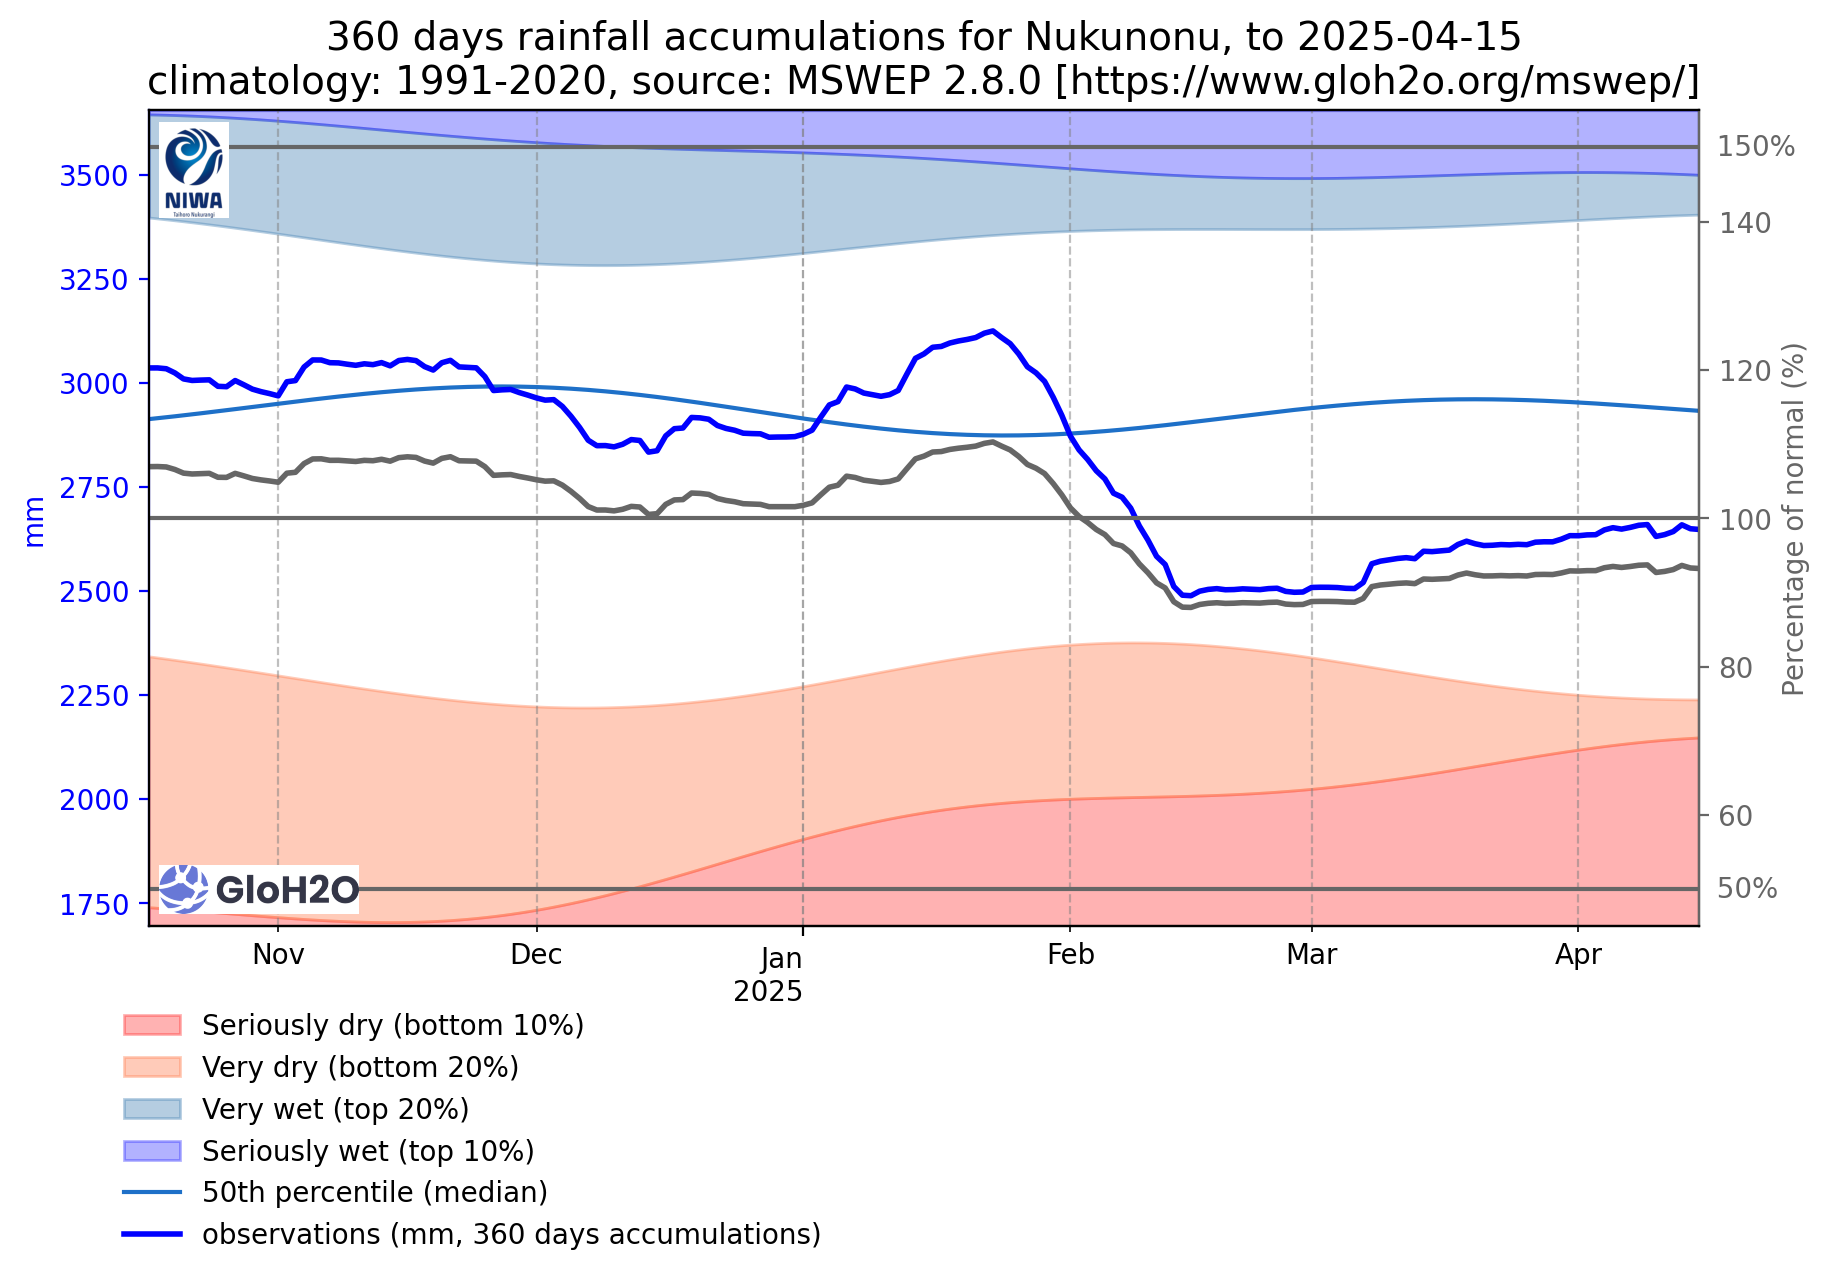 360 days rainfall accumulations for Nukunonu, to 2025-04-15
climatology: 1991-2020, source: MSWEP 2.8.0 [https://www.gloh2o.org/mswep/]
NIWA
Taihoro Nukurangi
3500
3250
3000
2750
2500
2250
2000
1750
mm
150%
140
120
100
80
60
50%
Percentage of normal (%)
GloH2O
Nov
Dec
Jan
2025
Feb
Mar
Apr
Seriously dry (bottom 10%)
Very dry (bottom 20%)
Very wet (top 20%)
Seriously wet (top 10%)
50th percentile (median)
observations (mm, 360 days accumulations)